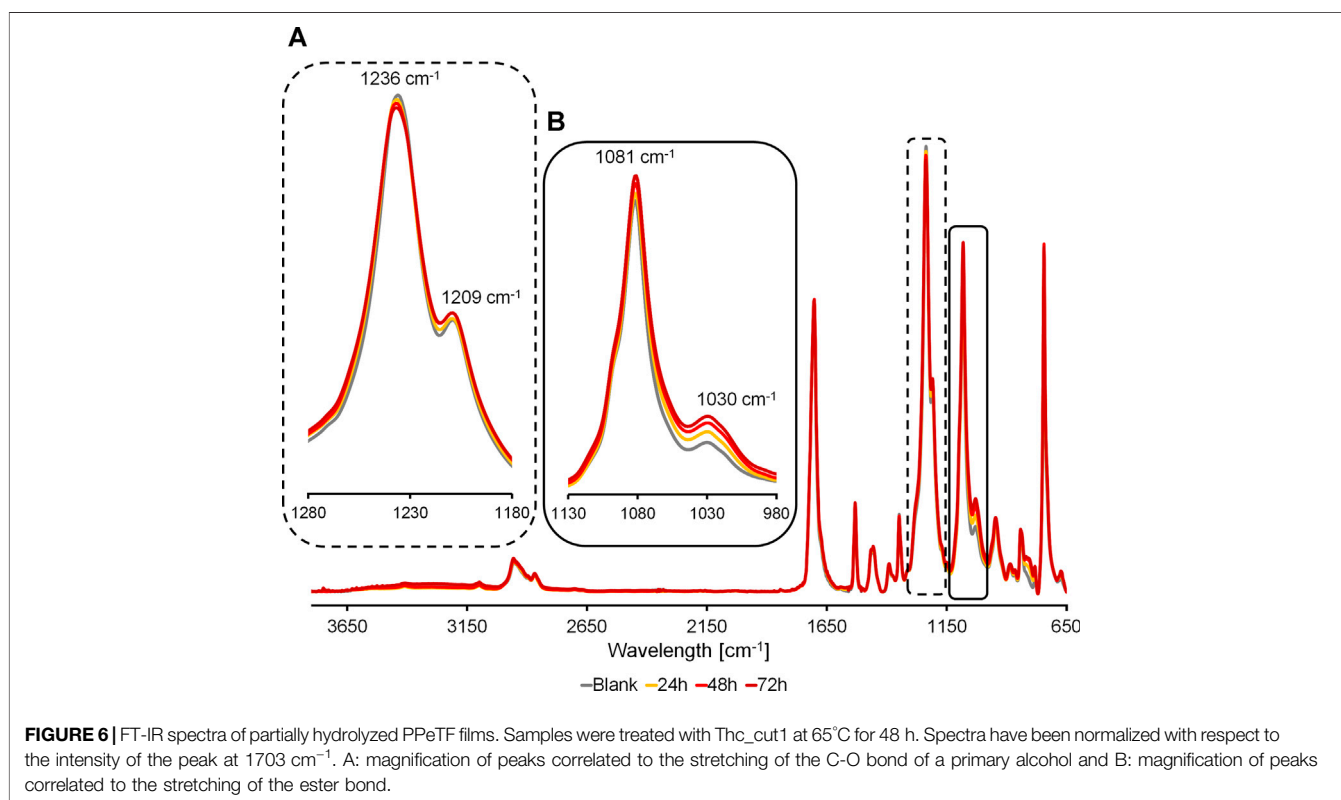 A
1236 cm-1
B
1081 cm-1
1209 cm-1
1030 cm-1
1280 1230 1180
1130 1080 1030 980
3650 3150 2650 2150 1650 1150 650
Wavelength [cm-1]
Blank 24h 48h 72h
FIGURE 6 | FT-IR spectra of partially hydrolyzed PPeTF films. Samples were treated with Thc_cut1 at 65°C for 48 h. Spectra have been normalized with respect to
the intensity of the peak at 1703 cm−1. A: magnification of peaks correlated to the stretching of the C-O bond of a primary alcohol and B: magnification of peaks
correlated to the stretching of the ester bond.